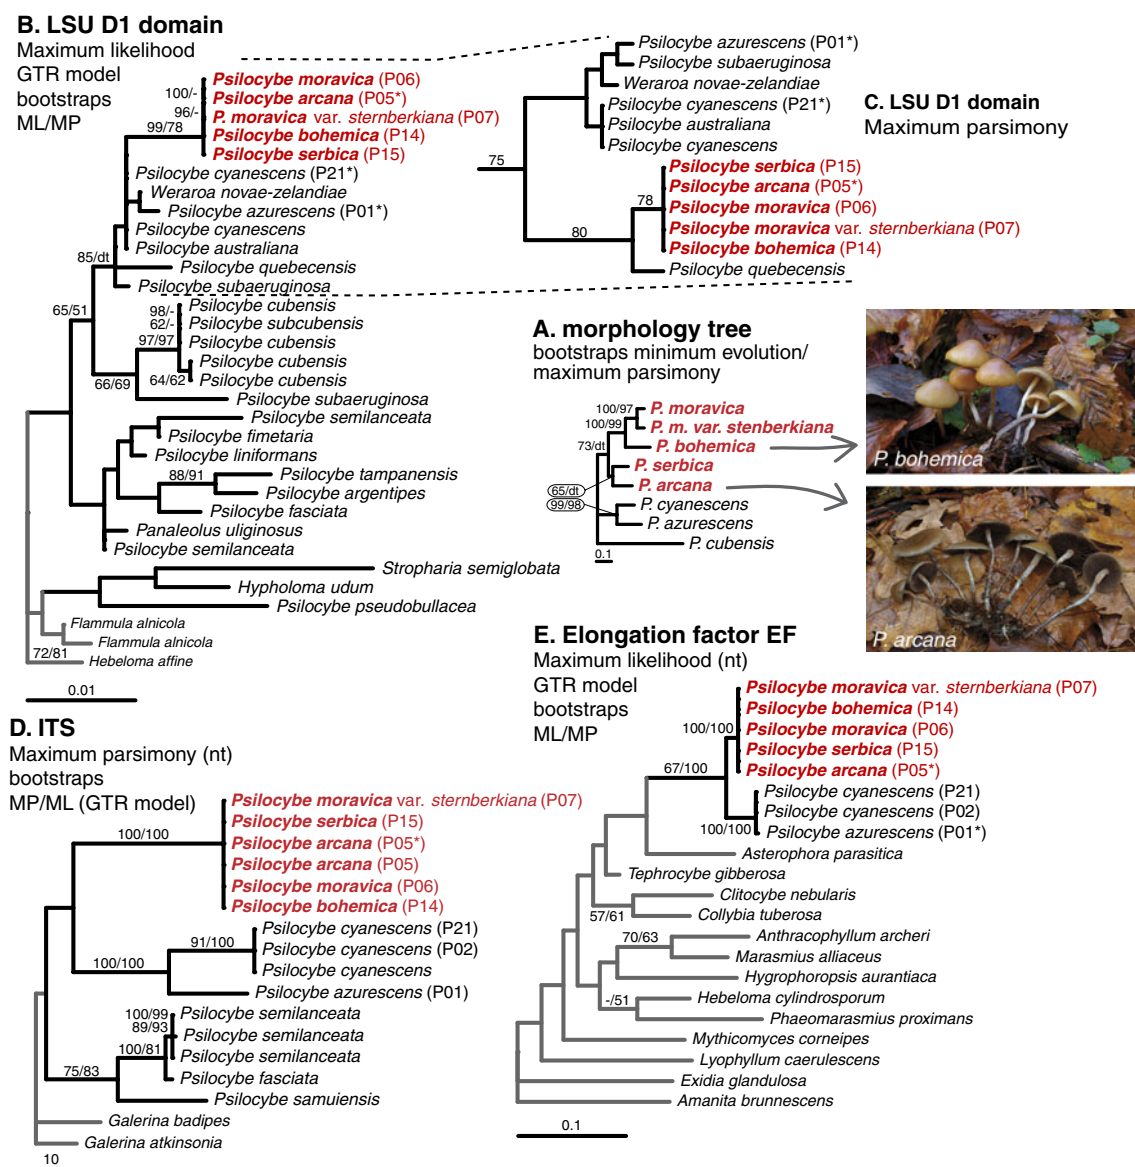 B. LSU D1 domain
Maximum likelihood
GTR model
bootstraps
ML/MP
100/-
96/-
99/78
Psilocybe moravica (P06)
Psilocybe arcana (P05*)
P. moravica var. sternberkiana (P07)
Psilocybe bohemica (P14)
Psilocybe serbica (P15)
Psilocybe cyanescens (P21*)
Weraroa novae-zelandiae
Psilocybe azurescens (P01*)
Psilocybe cyanescens
Psilocybe australiana
85/dt
Psilocybe quebecensis
Psilocybe subaeruginosa
65/51
98/-
62/-
97/97
64/62
66/69
Psilocybe cubensis
Psilocybe subcubensis
Psilocybe cubensis
Psilocybe cubensis
Psilocybe cubensis
Psilocybe subaeruginosa
Psilocybe semilanceata
Psilocybe fimetaria
Psilocybe liniformans
88/91
Psilocybe tampanensis
Psilocybe argentipes
Psilocybe fasciata
Panaleolus uliginosus
Psilocybe semilanceata
Stropharia semiglobata
Hypholoma udum
Psilocybe pseudobullacea
Flammula alnicola
Flammula alnicola
72/81
Hebeloma affine
0.01
C. LSU D1 domain
Maximum parsimony
Psilocybe azurescens (P01*)
Psilocybe subaeruginosa
Weraroa novae-zelandiae
Psilocybe cyanescens (P21*)
Psilocybe australiana
Psilocybe cyanescens
75
78
80
Psilocybe serbica (P15)
Psilocybe arcana (P05*)
Psilocybe moravica (P06)
Psilocybe moravica var. sternberkiana (P07)
Psilocybe bohemica (P14)
Psilocybe quebecensis
A. morphology tree
bootstraps minimum evolution/
maximum parsimony
100/97
100/99
73/dt
65/dt
99/98
P. moravica
P. m. var. stenberkiana
P. bohemica
P. serbica
P. arcana
P. cyanescens
P. azurescens
P. cubensis
0.1
P. bohemica
P. arcana
D. ITS
Maximum parsimony (nt)
bootstraps
MP/ML (GTR model)
100/100
Psilocybe moravica var. sternberkiana (P07)
Psilocybe serbica (P15)
Psilocybe arcana (P05*)
Psilocybe arcana (P05)
Psilocybe moravica (P06)
Psilocybe bohemica (P14)
91/100
100/100
Psilocybe cyanescens (P21)
Psilocybe cyanescens (P02)
Psilocybe cyanescens
Psilocybe azurescens (P01)
100/99
89/93
100/81
75/83
Psilocybe semilanceata
Psilocybe semilanceata
Psilocybe semilanceata
Psilocybe fasciata
Psilocybe samuiensis
Galerina badipes
Galerina atkinsonia
10
E. Elongation factor EF
Maximum likelihood (nt)
GTR model
bootstraps
ML/MP
100/100
67/100
100/100
Psilocybe moravica var. sternberkiana (P07)
Psilocybe bohemica (P14)
Psilocybe moravica (P06)
Psilocybe serbica (P15)
Psilocybe arcana (P05*)
Psilocybe cyanescens (P21)
Psilocybe cyanescens (P02)
Psilocybe azurescens (P01*)
Asterophora parasitica
Tephrocybe gibberosa
57/61
Clitocybe nebularis
Collybia tuberosa
70/63
Anthracophyllum archeri
Marasmius alliaceus
Hygrophoropsis aurantiaca
-/51
Hebeloma cylindrosporum
Phaeomarasmius proximans
Mythicomyces corneipes
Lyophyllum caerulescens
Exidia glandulosa
Amanita brunnescens
0.1